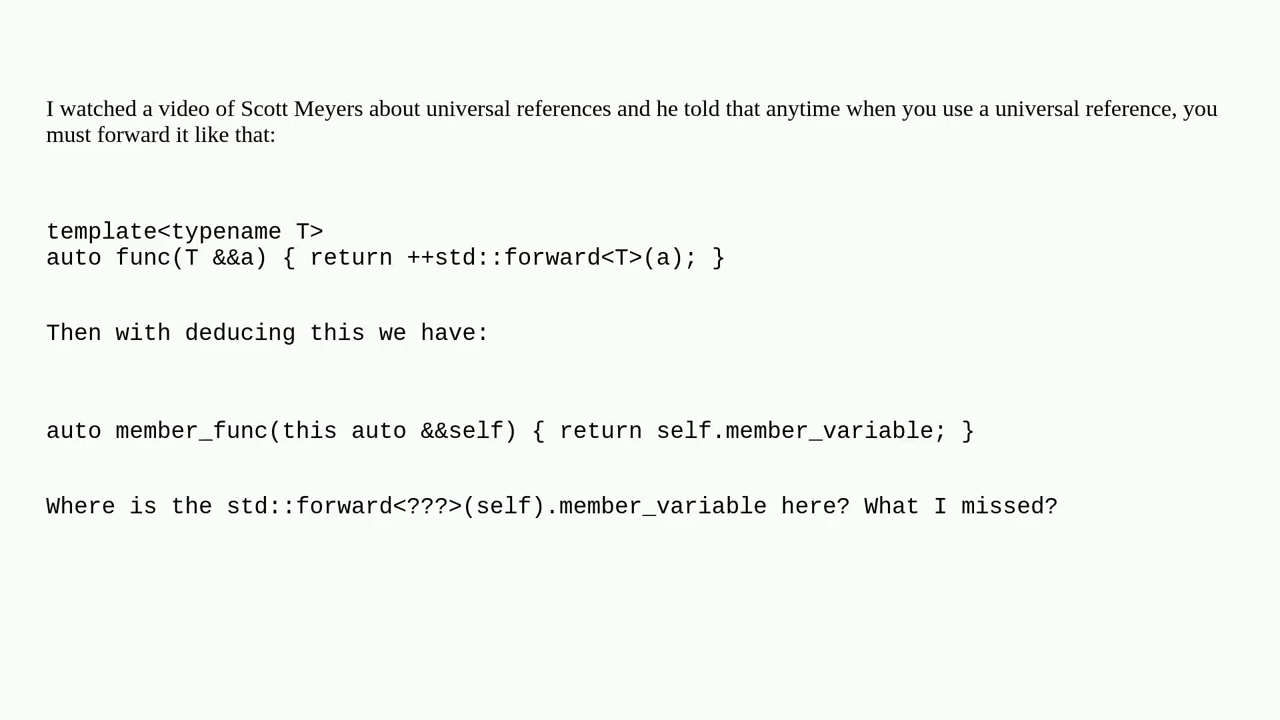 I watched a video of Scott Meyers about universal references and he told that anytime when you use a universal reference, you
must forward it like that:
template<typename T>
auto func(T &&a) { return ++std::forward<T>(a); }
Then with deducing this we have:
auto member_func(this auto &&self) { return self.member_variable; }
Where is the std::forward<???>(self).member_variable here? What I missed?